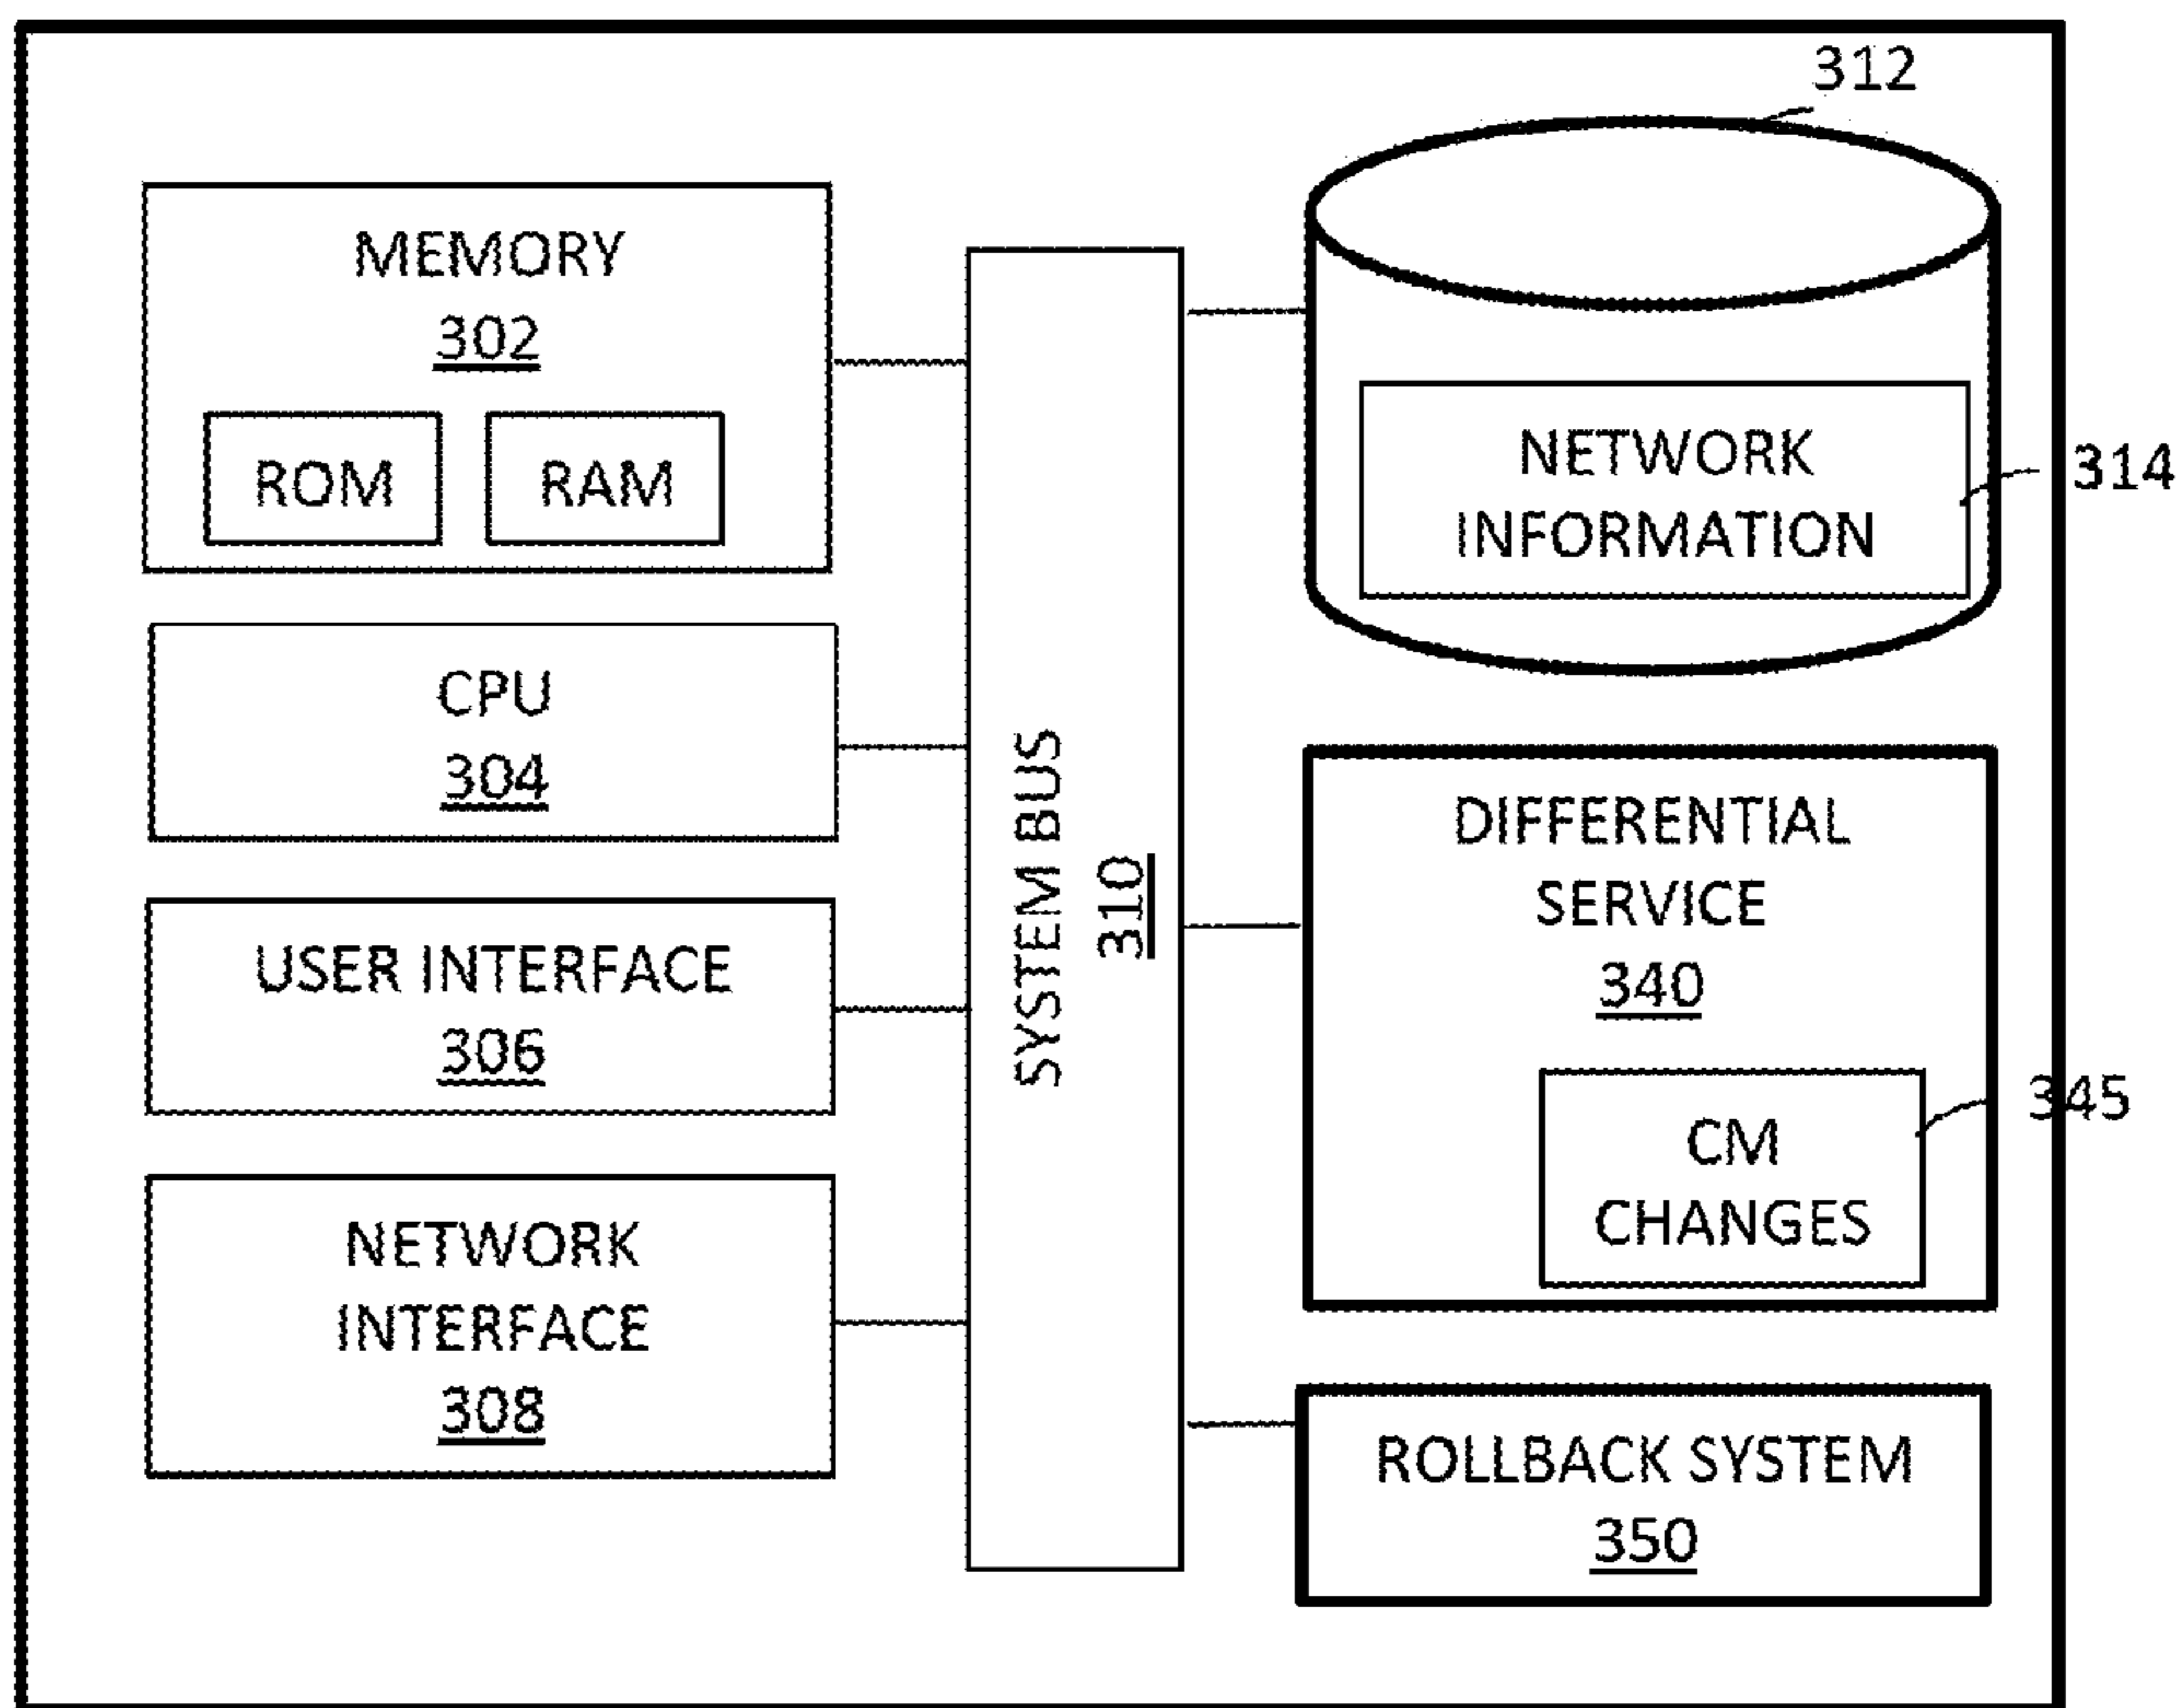 MEMORY
302
ROM
RAM
CPU
304
USER INTERFACE
306
NETWORK
INTERFACE
308
SYSTEM BUS
310
312
NETWORK
INFORMATION
314
DIFFERENTIAL
SERVICE
340
CM
CHANGES
345
ROLLBACK SYSTEM
350